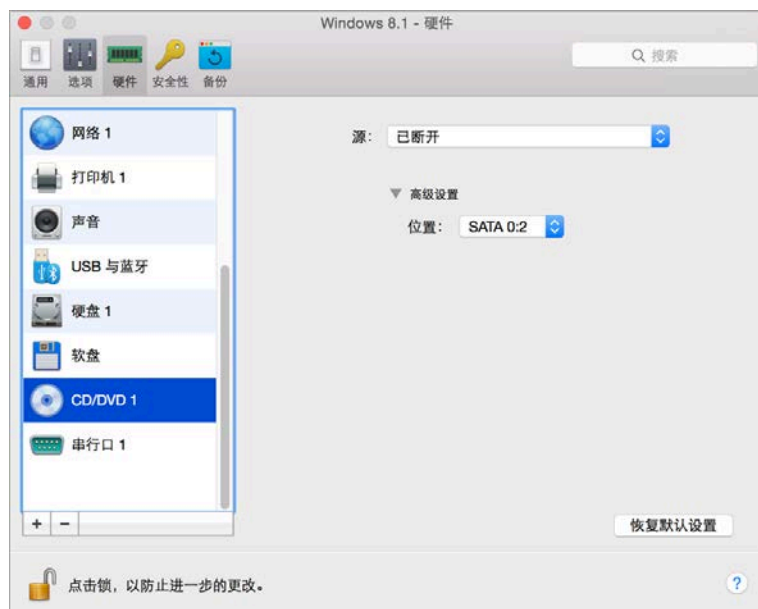 Windows 8.1 - 硬件
通用 选项 硬件 安全性 备份
搜索
网络 1
打印机 1
声音
USB 与蓝牙
硬盘 1
软盘
CD/DVD 1
串行口 1
源： 已断开
高级设置
位置： SATA 0:2
+ −
恢复默认设置
点击锁，以防止进一步的更改。
?